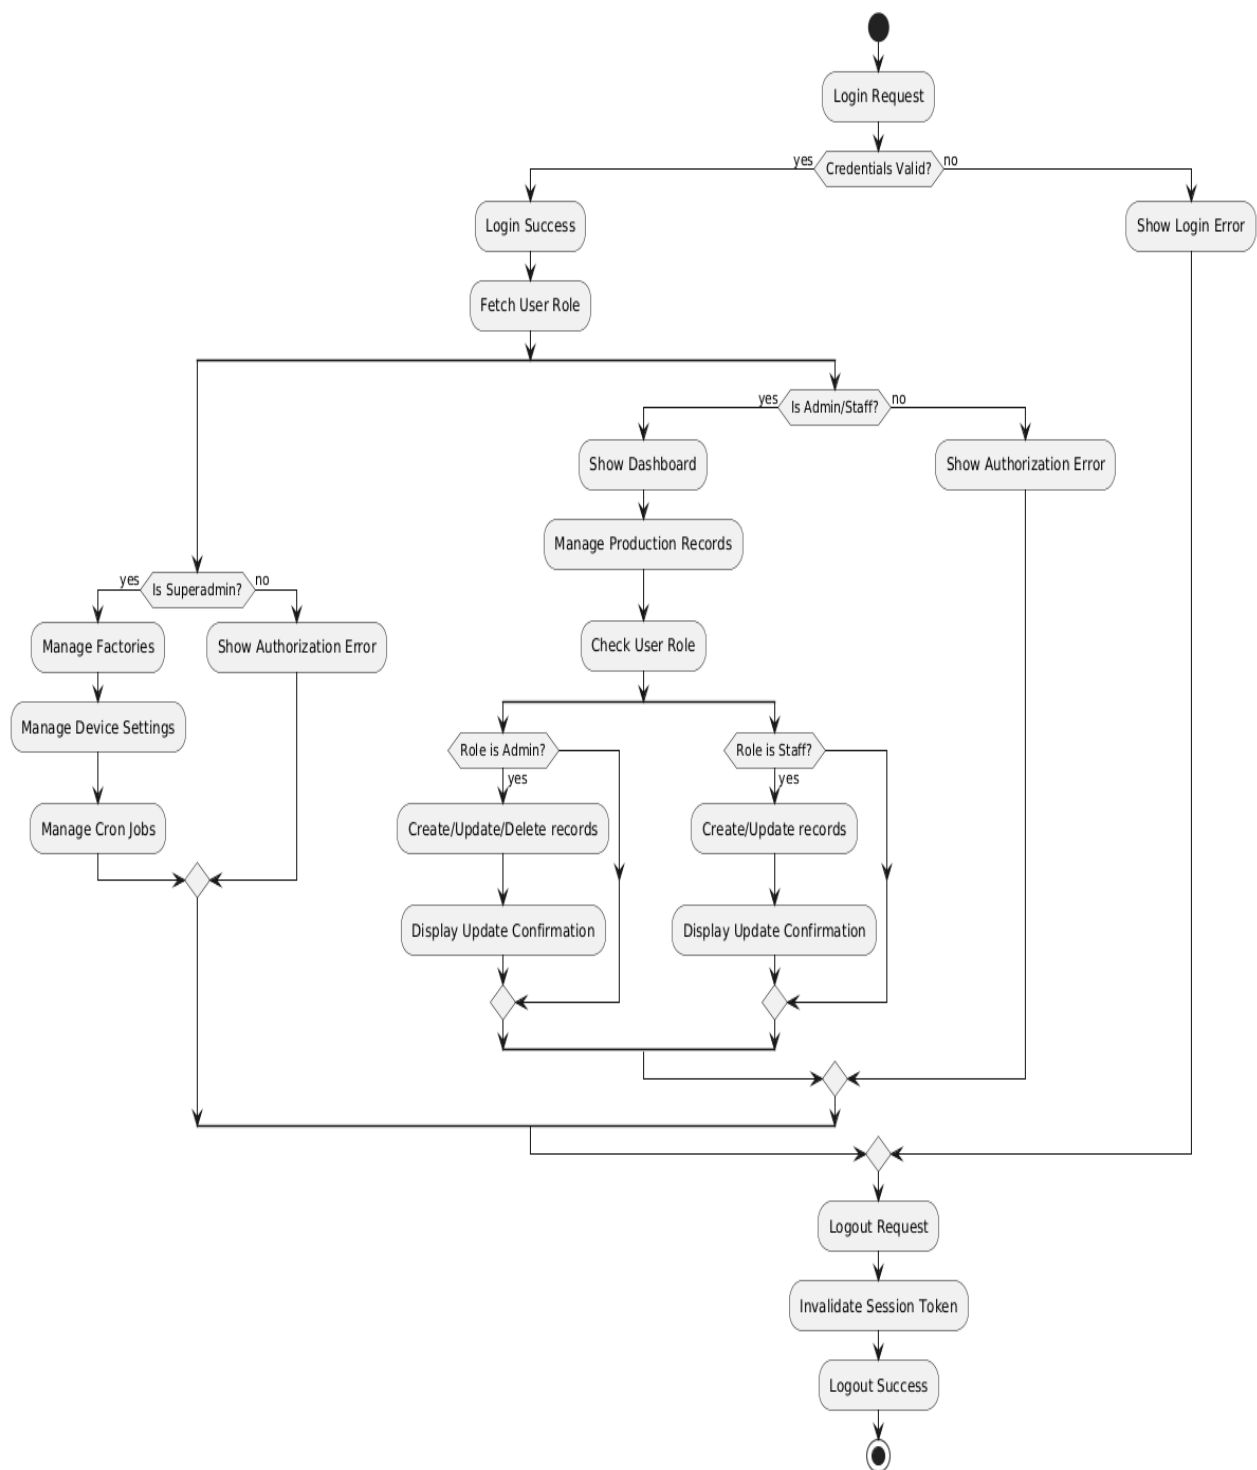 Login Request
yes
Credentials Valid?
no
Login Success
Show Login Error
Fetch User Role
yes
Is Admin/Staff?
no
Show Dashboard
Show Authorization Error
Manage Production Records
yes
Is Superadmin?
no
Manage Factories
Show Authorization Error
Check User Role
Manage Device Settings
Role is Admin?
Role is Staff?
yes
yes
Manage Cron Jobs
Create/Update/Delete records
Create/Update records
Display Update Confirmation
Display Update Confirmation
Logout Request
Invalidate Session Token
Logout Success